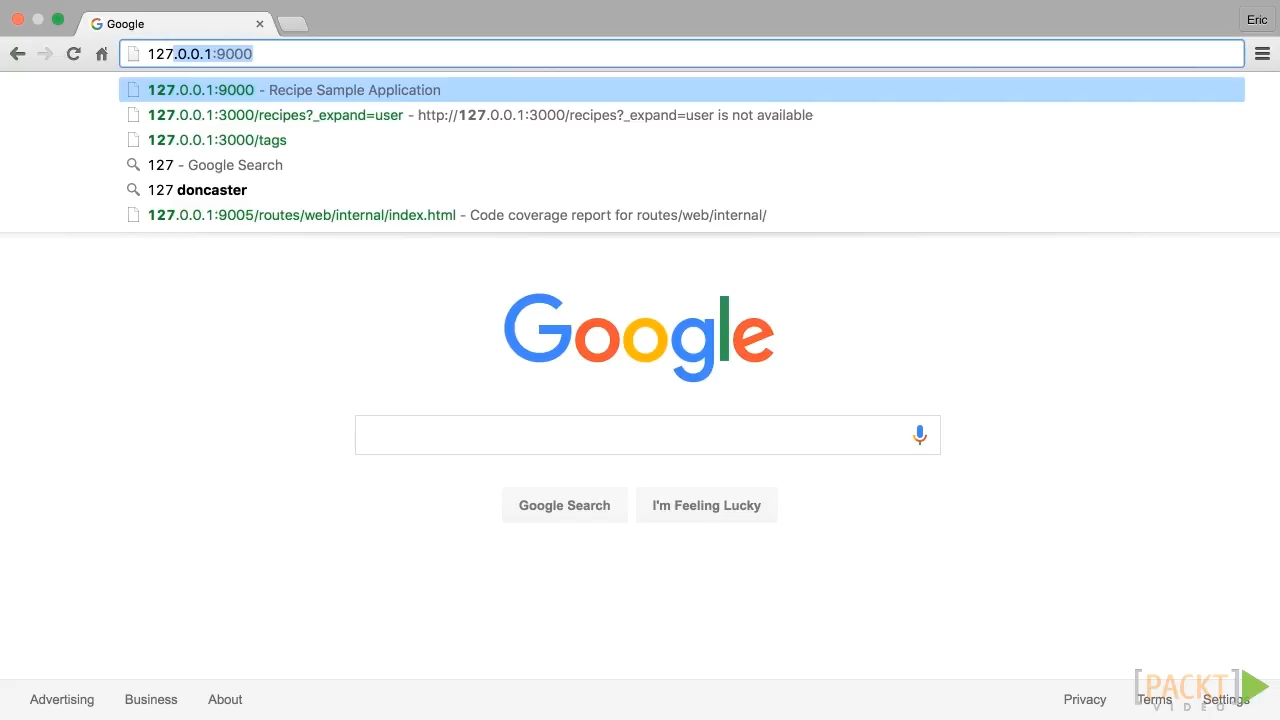 Google
Eric
127.0.0.1:9000
127.0.0.1:9000 - Recipe Sample Application
127.0.0.1:3000/recipes?_expand=user - http://127.0.0.1:3000/recipes?_expand=user is not available
127.0.0.1:3000/tags
127 - Google Search
127 doncaster
127.0.0.1:9005/routes/web/internal/index.html - Code coverage report for routes/web/internal/
Google
Google Search
I'm Feeling Lucky
Advertising
Business
About
Privacy
Terms
Settings
[PACKT]
VIDEO